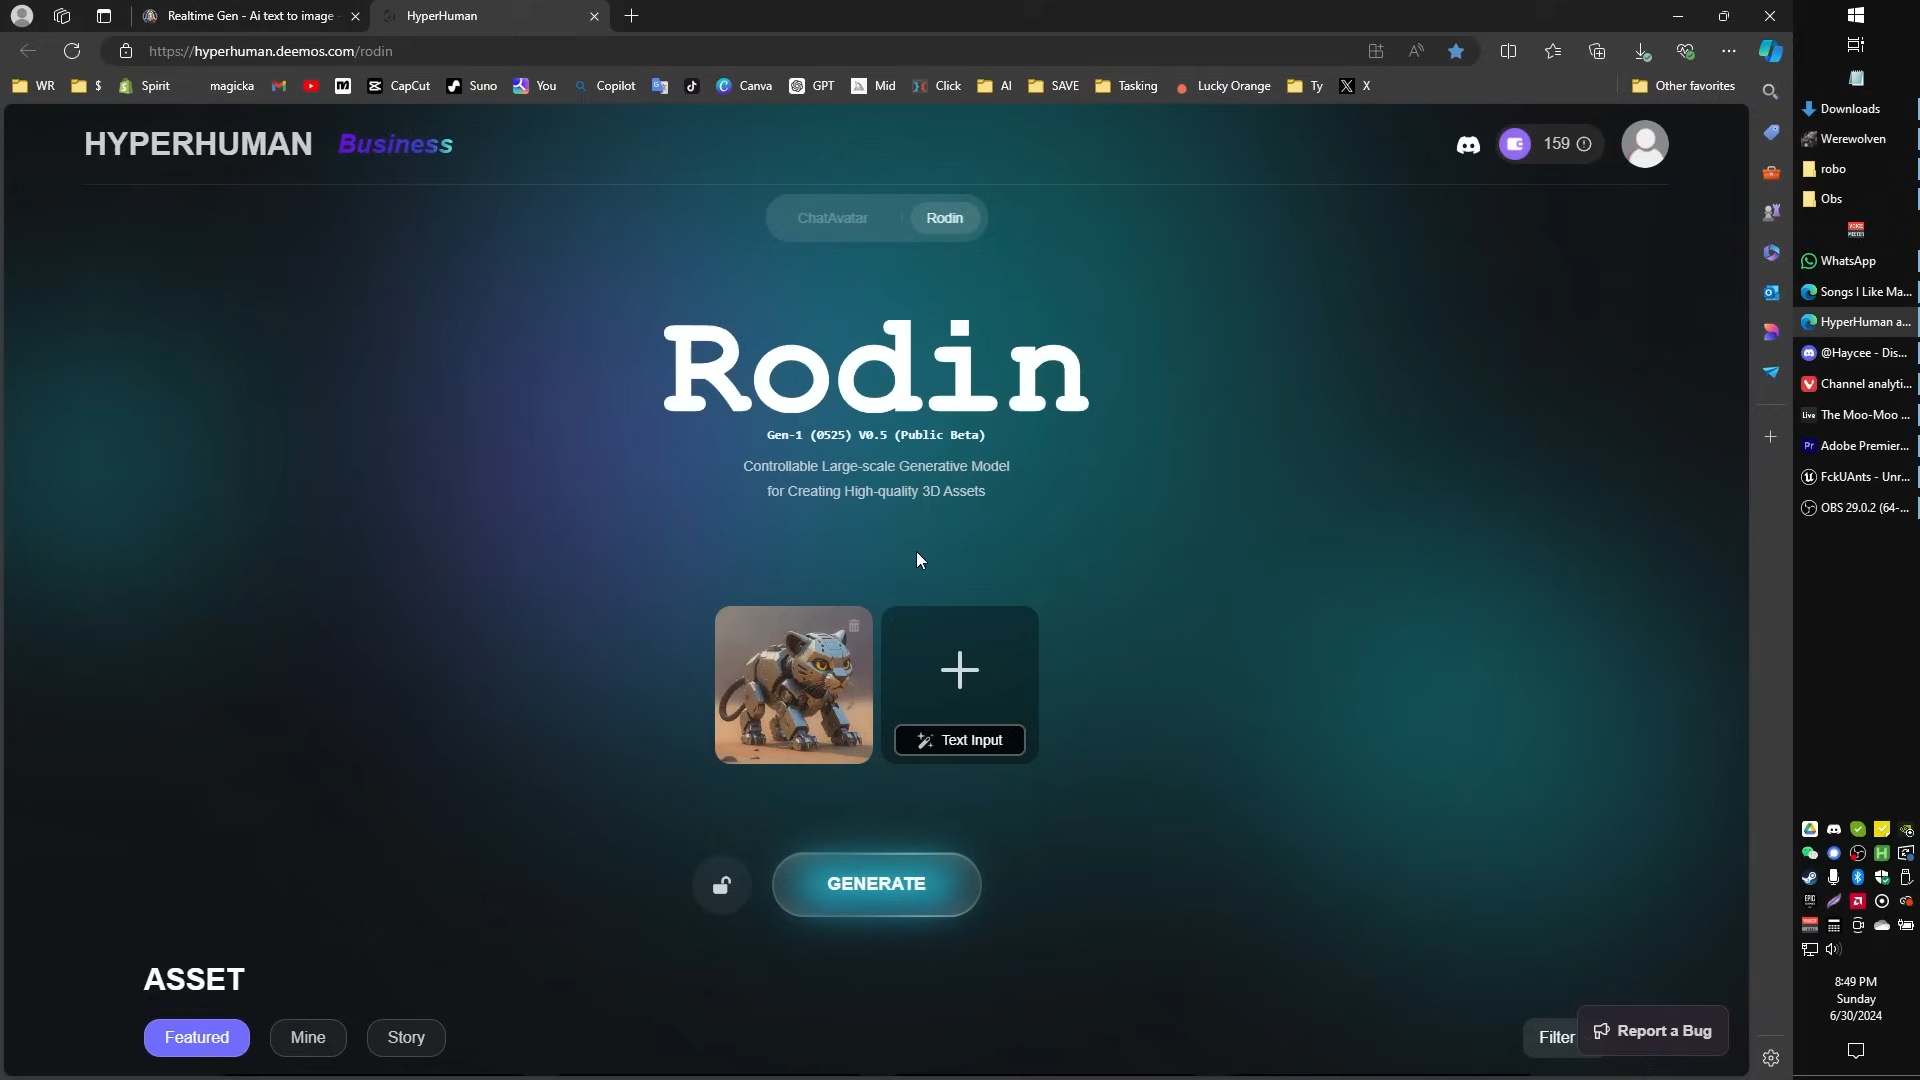 Realtime Gen - Ai text to image
HyperHuman
https://hyperhuman.deemos.com/rodin
WR
$
Spirit
magicka
CapCut
Suno
You
Copilot
Canva
GPT
Mid
Click
AI
SAVE
Tasking
Lucky Orange
Ty
X
Other favorites
HYPERHUMAN
Business
159
ChatAvatar
Rodin
Rodin
Gen-1 (0525) V0.5 (Public Beta)
Controllable Large-scale Generative Model
for Creating High-quality 3D Assets
Text Input
GENERATE
ASSET
Featured
Mine
Story
Filter
Report a Bug
Downloads
Werewolven
robo
Obs
WhatsApp
Songs I Like Ma...
HyperHuman a...
@Haycee - Dis...
Channel analyti...
The Moo-Moo ...
Adobe Premier...
FckUAnts - Unr...
OBS 29.0.2 (64-...
8:49 PM
Sunday
6/30/2024